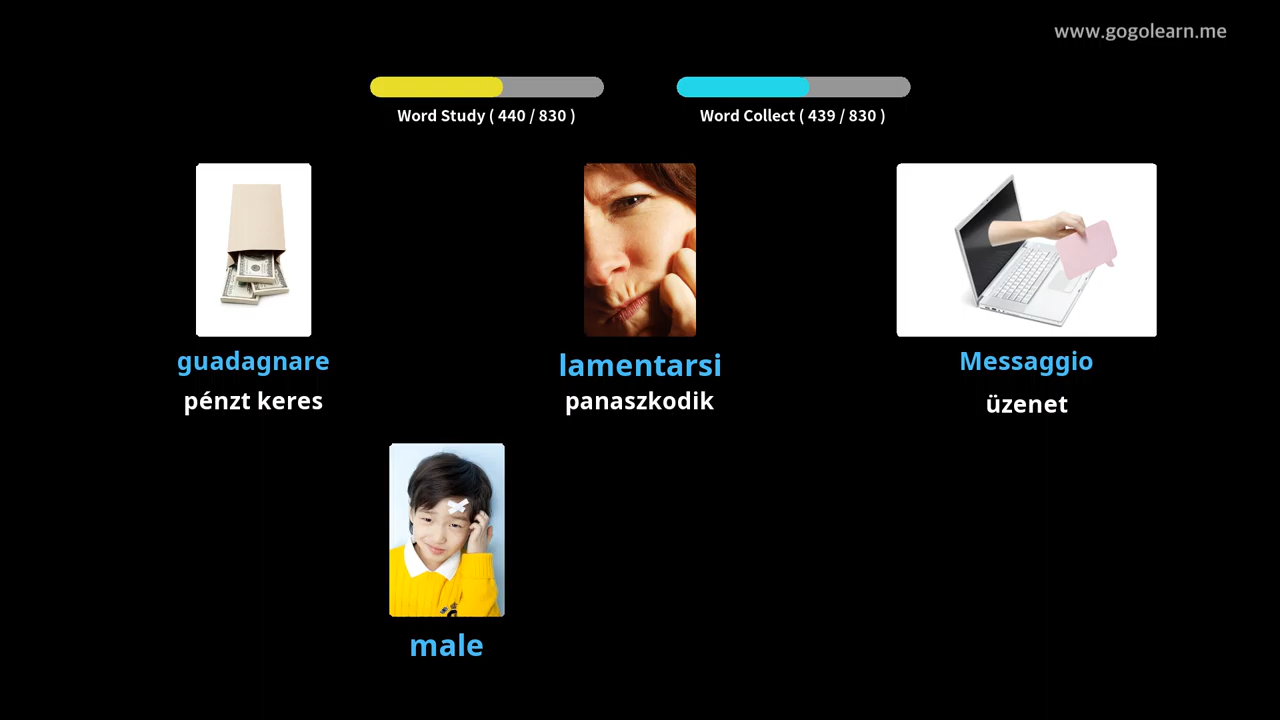 www.gogolearn.me
Word Study ( 440 / 830 )
Word Collect ( 439 / 830 )
guadagnare
pénzt keres
lamentarsi
panaszkodik
Messaggio
üzenet
male